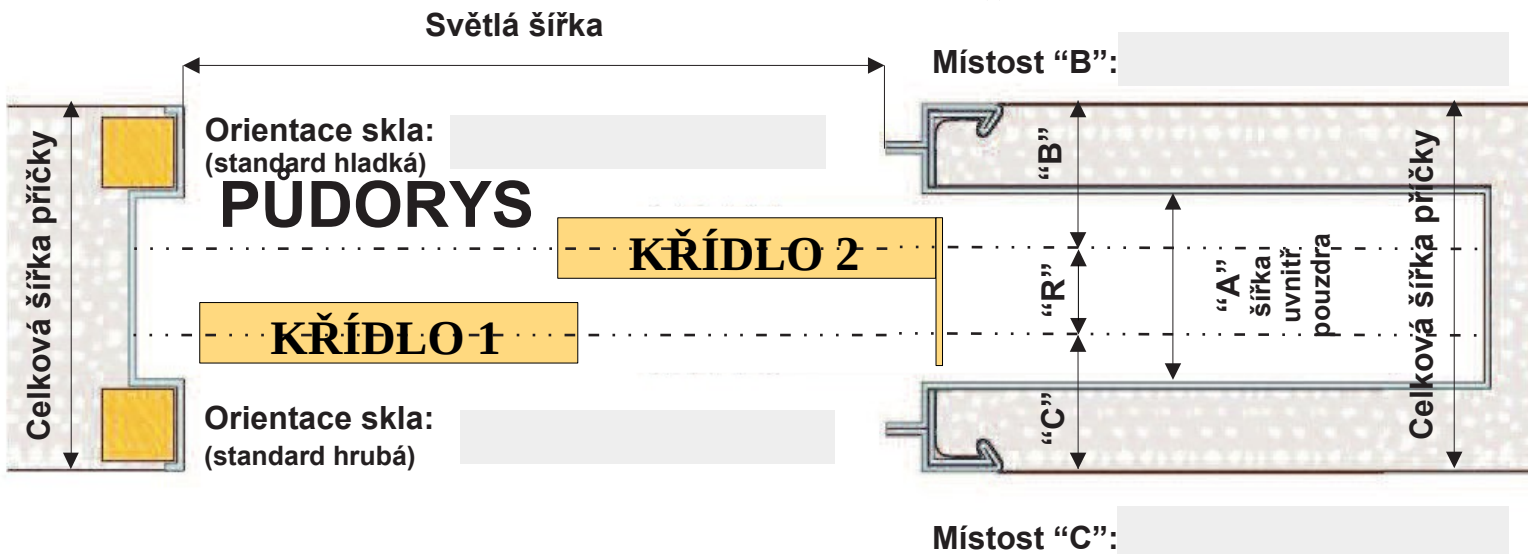 Světlá šířka
Místost “B”:
Orientace skla:
(standard hladká)
PŮDORYS
Celková šířka příčky
KŘÍDLO 2
KŘÍDLO 1
“B”
“R”
“C”
“A”
šířka
uvnitř
pouzdra
Celková šířka příčky
Orientace skla:
(standard hrubá)
Místost “C”: